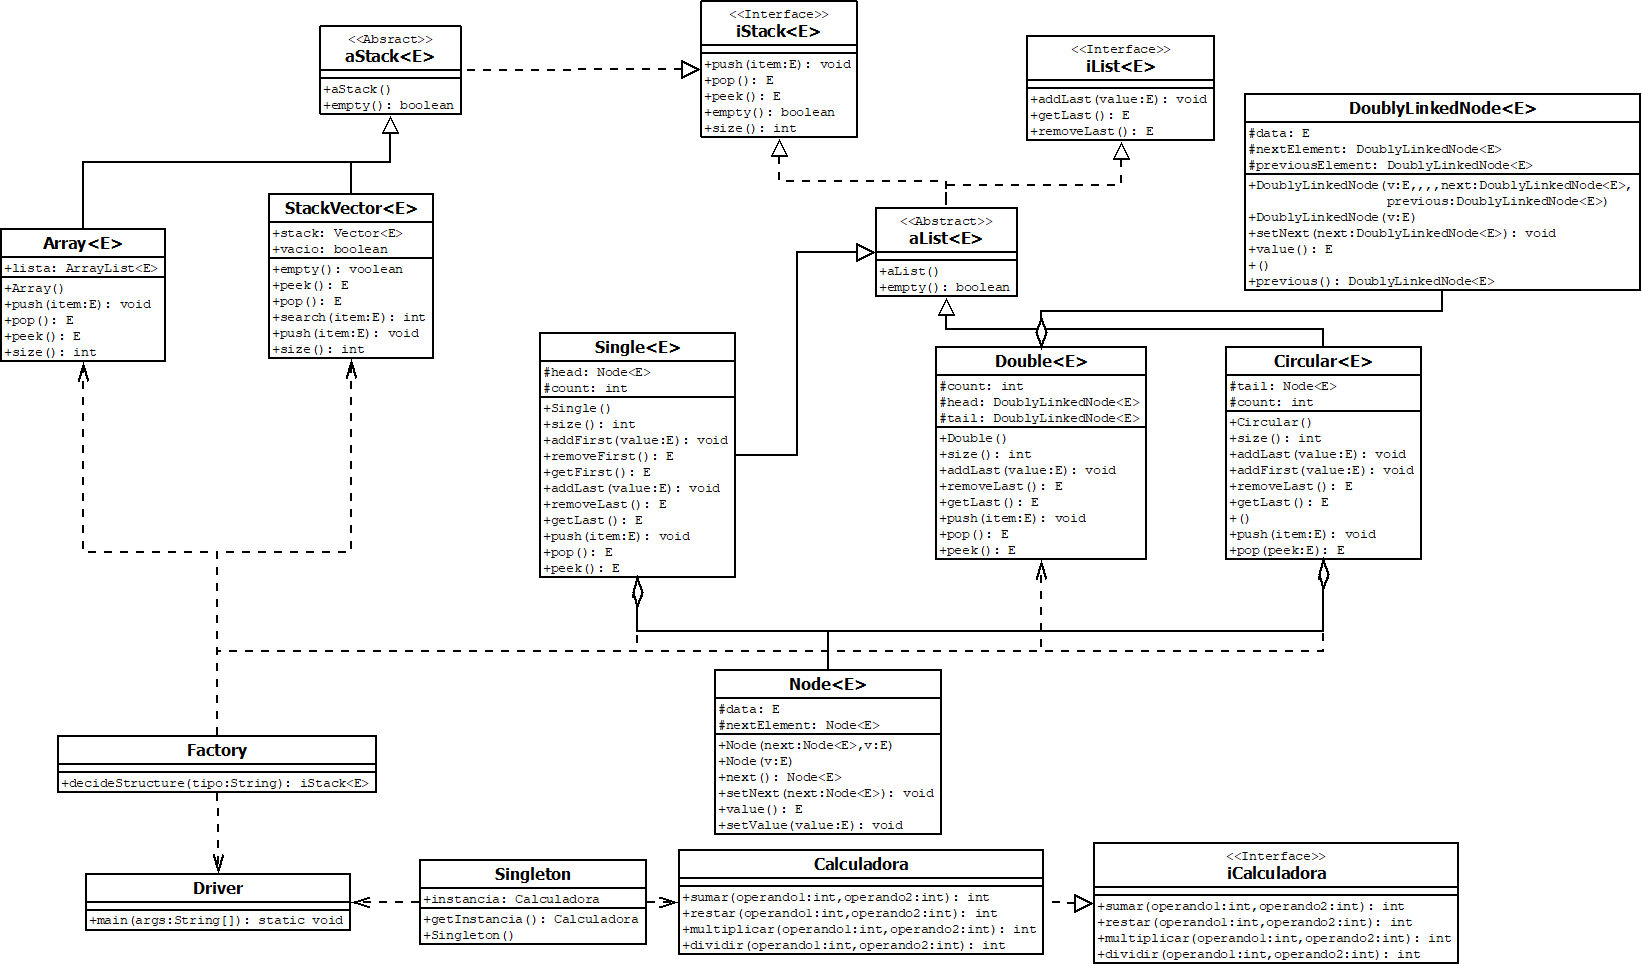 <<Absract>>
aStack<E>
+aStack()
+empty(): boolean
<<Interface>>
iStack<E>
+push(item:E): void
+pop(): E
+peek(): E
+empty(): boolean
+size(): int
<<Interface>>
iList<E>
+addLast(value:E): void
+getLast(): E
+removeLast(): E
DoublyLinkedNode<E>
#data: E
#nextElement: DoublyLinkedNode<E>
#previousElement: DoublyLinkedNode<E>
+DoublyLinkedNode(v:E,,,,next:DoublyLinkedNode<E>,
previous:DoublyLinkedNode<E>)
+DoublyLinkedNode(v:E)
+setNext(next:DoublyLinkedNode<E>): void
+value(): E
+()
+previous(): DoublyLinkedNode<E>
Array<E>
+lista: ArrayList<E>
+Array()
+push(item:E): void
+pop(): E
+peek(): E
+size(): int
StackVector<E>
+stack: Vector<E>
+vacio: boolean
+empty(): voolean
+peek(): E
+pop(): E
+search(item:E): int
+push(item:E): void
+size(): int
<<Abstract>>
aList<E>
+aList()
+empty(): boolean
Single<E>
#head: Node<E>
#count: int
+Single()
+size(): int
+addFirst(value:E): void
+removeFirst(): E
+getFirst(): E
+addLast(value:E): void
+removeLast(): E
+getLast(): E
+push(item:E): void
+pop(): E
+peek(): E
Double<E>
#count: int
#head: DoublyLinkedNode<E>
#tail: DoublyLinkedNode<E>
+Double()
+size(): int
+addLast(value:E): void
+removeLast(): E
+getLast(): E
+push(item:E): void
+pop(): E
+peek(): E
Circular<E>
#tail: Node<E>
#count: int
+Circular()
+size(): int
+addLast(value:E): void
+addFirst(value:E): void
+removeLast(): E
+getLast(): E
+()
+push(item:E): void
+pop(peek:E): E
Node<E>
#data: E
#nextElement: Node<E>
+Node(next:Node<E>,v:E)
+Node(v:E)
+next(): Node<E>
+setNext(next:Node<E>): void
+value(): E
+setValue(value:E): void
Factory
+decideStructure(tipo:String): iStack<E>
Driver
+main(args:String[]): static void
Singleton
+instancia: Calculadora
+getInstancia(): Calculadora
+Singleton()
Calculadora
+sumar(operando1:int,operando2:int): int
+restar(operando1:int,operando2:int): int
+multiplicar(operando1:int,operando2:int): int
+dividir(operando1:int,operando2:int): int
<<Interface>>
iCalculadora
+sumar(operando1:int,operando2:int): int
+restar(operando1:int,operando2:int): int
+multiplicar(operando1:int,operando2:int): int
+dividir(operando1:int,operando2:int): int